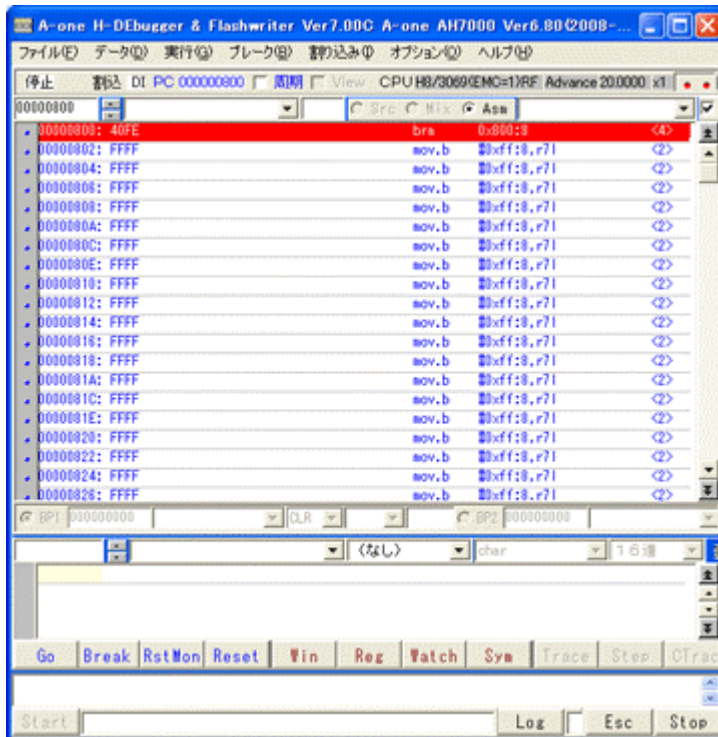 A-one H-DEbugger & Flashwriter Ver7.00C A-one AH7000 Ver6.80(2008-...
ファイル(F) データ(D) 実行(G) ブレーク(B) 割り込み(I) オプション(O) ヘルプ(H)
停止 割込 DI PC 000000800 周期 View CPU H8/3069(EMC=1)RF Advance 20.0000 x1
00000800 Src Mix Asm
00000800: 40FE bra 0x800:8 <4>
00000802: FFFF mov.b #0xff:8,r7l <2>
00000804: FFFF mov.b #0xff:8,r7l <2>
00000806: FFFF mov.b #0xff:8,r7l <2>
00000808: FFFF mov.b #0xff:8,r7l <2>
0000080A: FFFF mov.b #0xff:8,r7l <2>
0000080C: FFFF mov.b #0xff:8,r7l <2>
0000080E: FFFF mov.b #0xff:8,r7l <2>
00000810: FFFF mov.b #0xff:8,r7l <2>
00000812: FFFF mov.b #0xff:8,r7l <2>
00000814: FFFF mov.b #0xff:8,r7l <2>
00000816: FFFF mov.b #0xff:8,r7l <2>
00000818: FFFF mov.b #0xff:8,r7l <2>
0000081A: FFFF mov.b #0xff:8,r7l <2>
0000081C: FFFF mov.b #0xff:8,r7l <2>
0000081E: FFFF mov.b #0xff:8,r7l <2>
00000820: FFFF mov.b #0xff:8,r7l <2>
00000822: FFFF mov.b #0xff:8,r7l <2>
00000824: FFFF mov.b #0xff:8,r7l <2>
00000826: FFFF mov.b #0xff:8,r7l <2>
BP1 000000000 CLR BP2 000000000
(なし) char 16進
Go Break RstMon Reset Win Reg Watch Sym Trace Step CTrac
Start Log Esc Stop